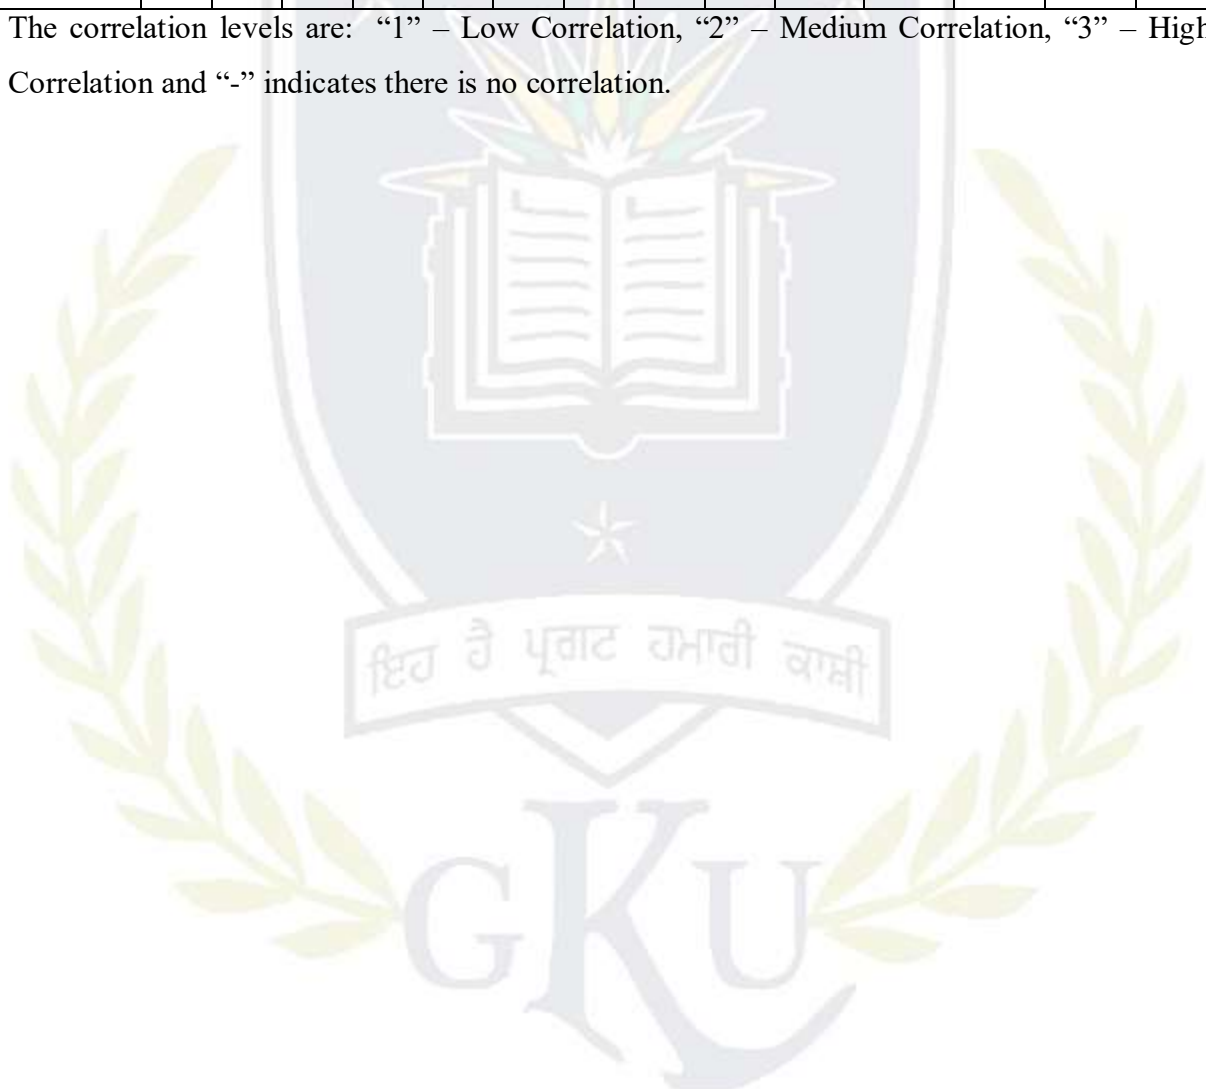 The correlation levels are: “1” – Low Correlation, “2” – Medium Correlation, “3” – High
Correlation and “-” indicates there is no correlation.
ਇਹ ਹੈ ਪ੍ਰਗਟ ਹਮਾਰੀ ਕਾਸ਼ੀ
GKU